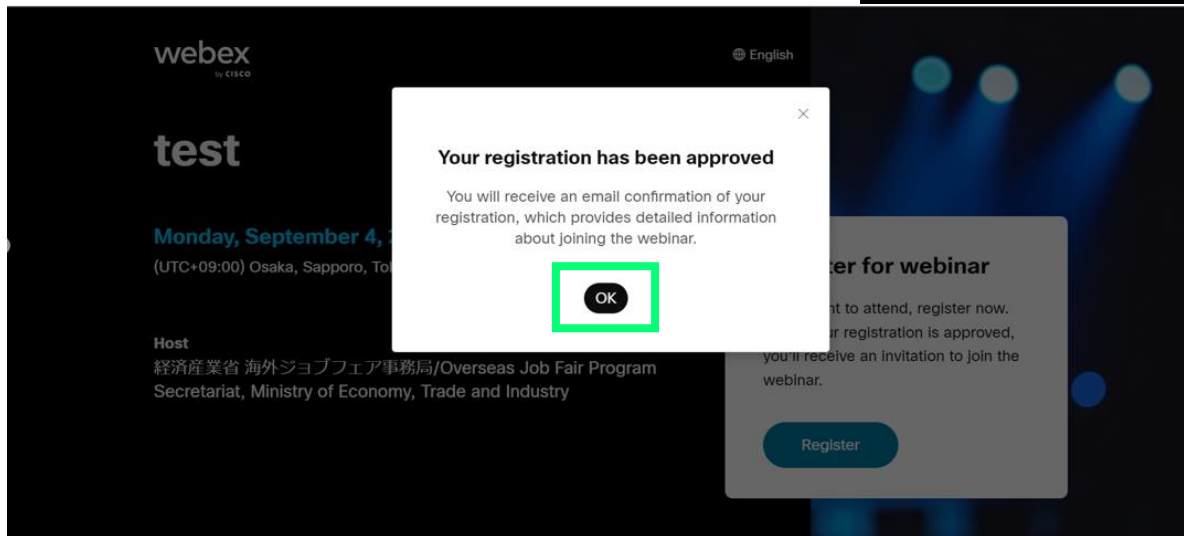 webex
by CISCO
English
test
Your registration has been approved
You will receive an email confirmation of your
registration, which provides detailed information
about joining the webinar.
OK
Monday, September 4,
(UTC+09:00) Osaka, Sapporo,
Host
経済産業省 海外ジョブフェア事務局/Overseas Job Fair Program
Secretariat, Ministry of Economy, Trade and Industry
for webinar
to attend, register now.
registration is approved,
you'll receive an invitation to join the
webinar.
Register